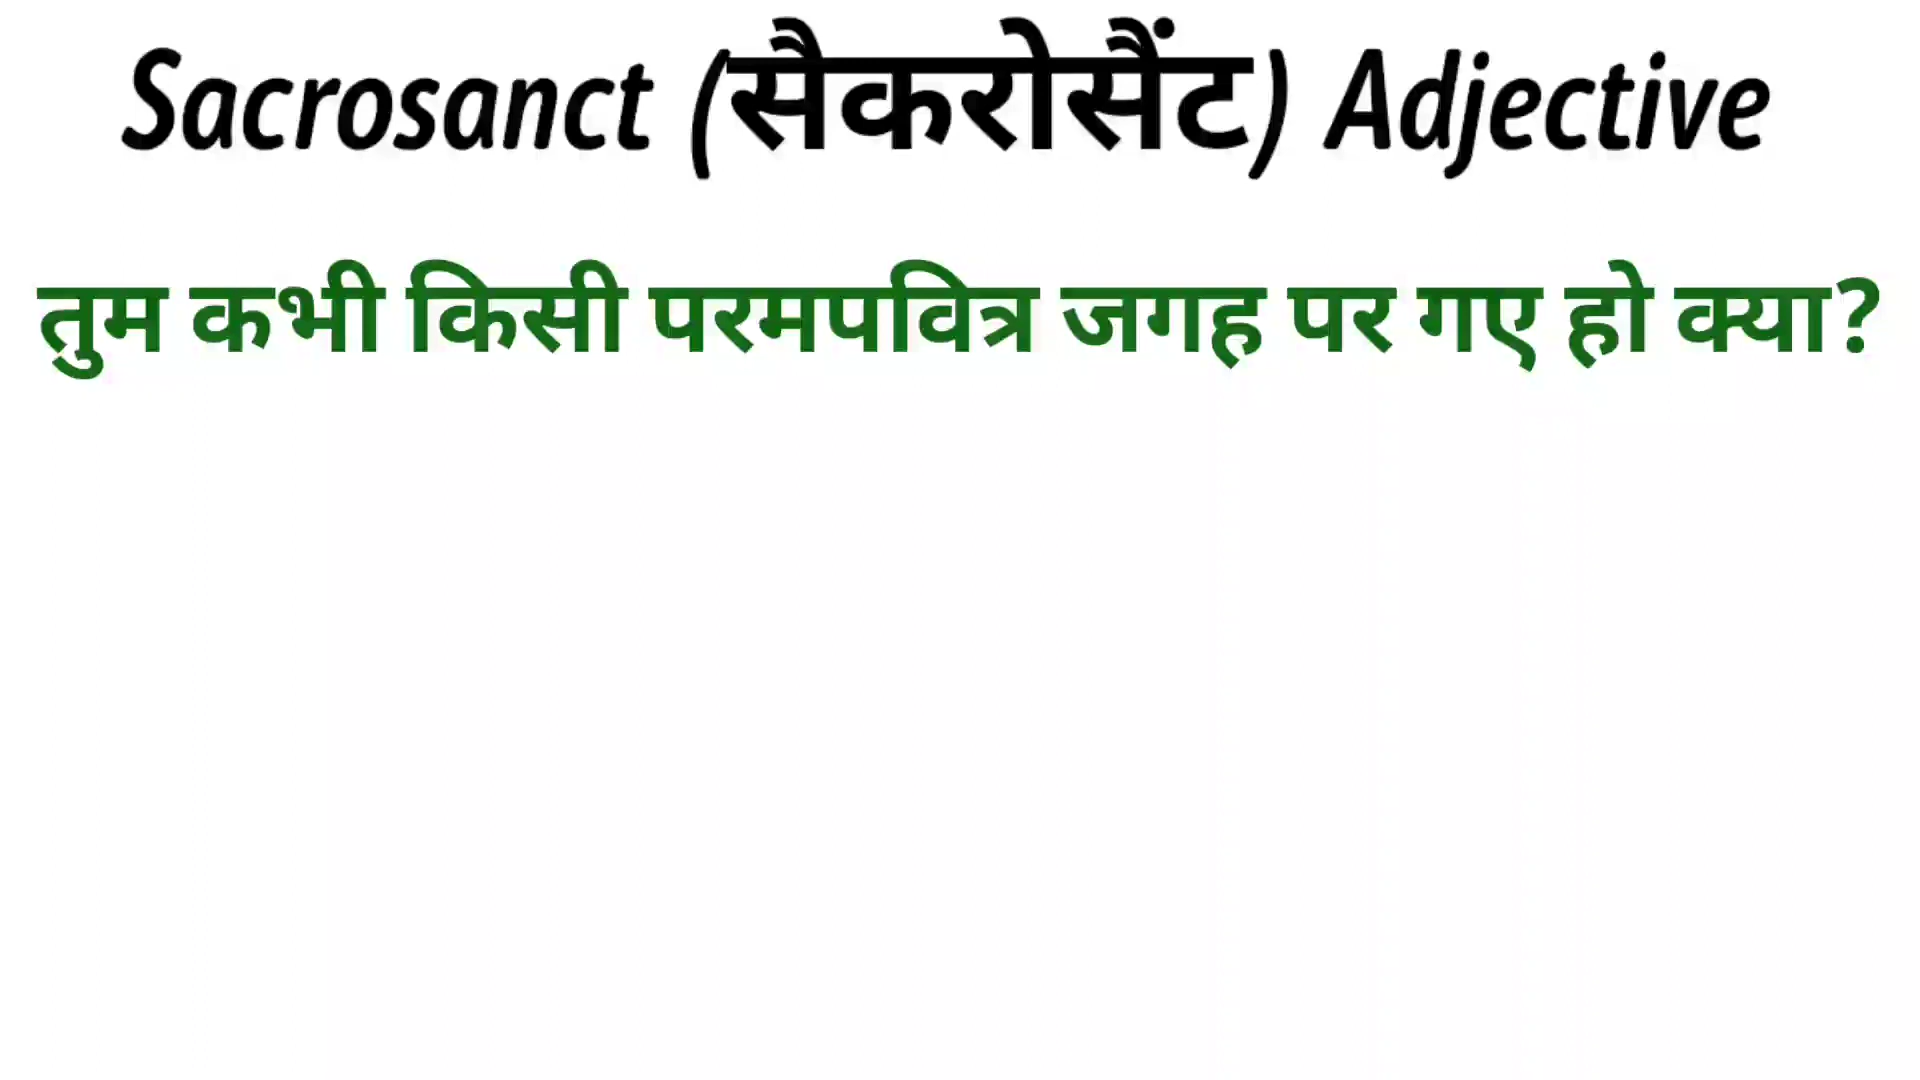 Sacrosanct (सैकरोसैंट) Adjective
तुम कभी किसी परमपवित्र जगह पर गए हो क्या?